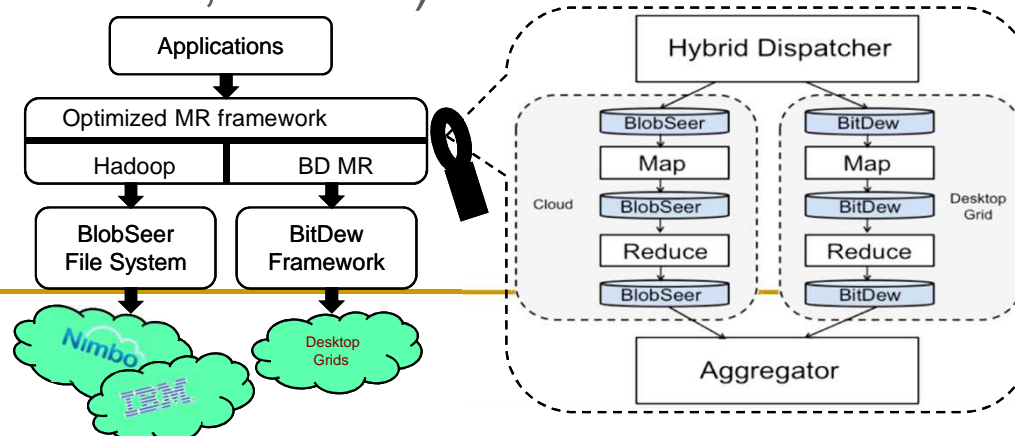 Applications
Optimized MR framework
Hadoop
BD MR
BlobSeer
File System
BitDew
Framework
Nimbo
IBM
Desktop
Grids
Hybrid Dispatcher
BlobSeer
BitDew
Map
Map
Cloud
BlobSeer
BitDew
Desktop
Grid
Reduce
Reduce
BlobSeer
BitDew
Aggregator